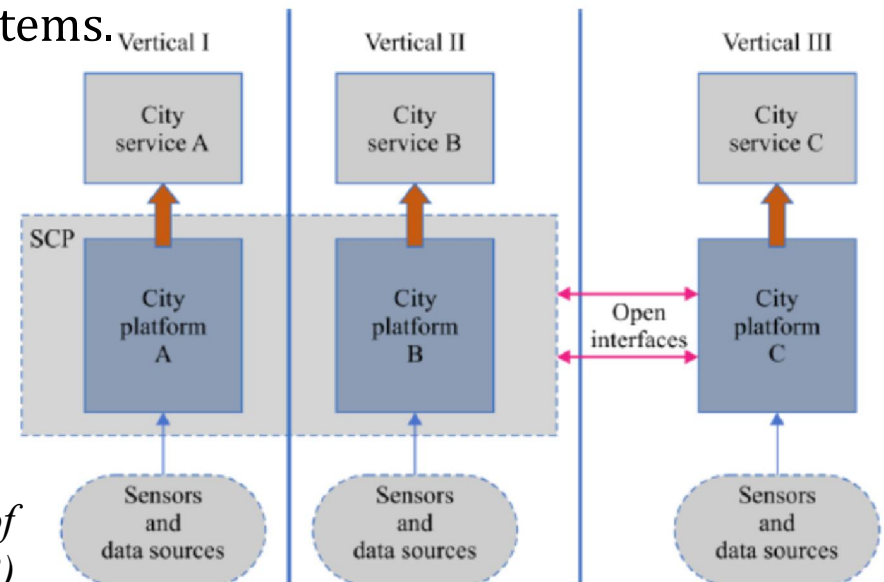 tems.
Vertical I
Vertical II
Vertical III
City
service A
City
service B
City
service C
SCP
City
platform
A
City
platform
B
Open
interfaces
City
platform
C
Sensors
and
data sources
Sensors
and
data sources
Sensors
and
data sources
of